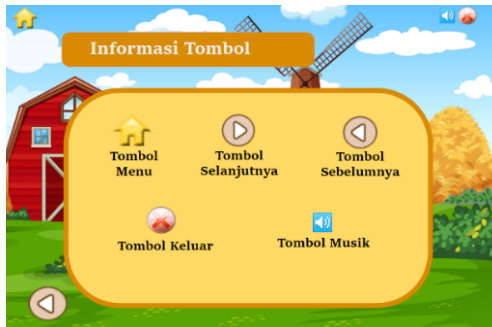 Informasi Tombol
Tombol
Menu
Tombol
Selanjutnya
Tombol
Sebelumnya
Tombol Keluar
Tombol Musik